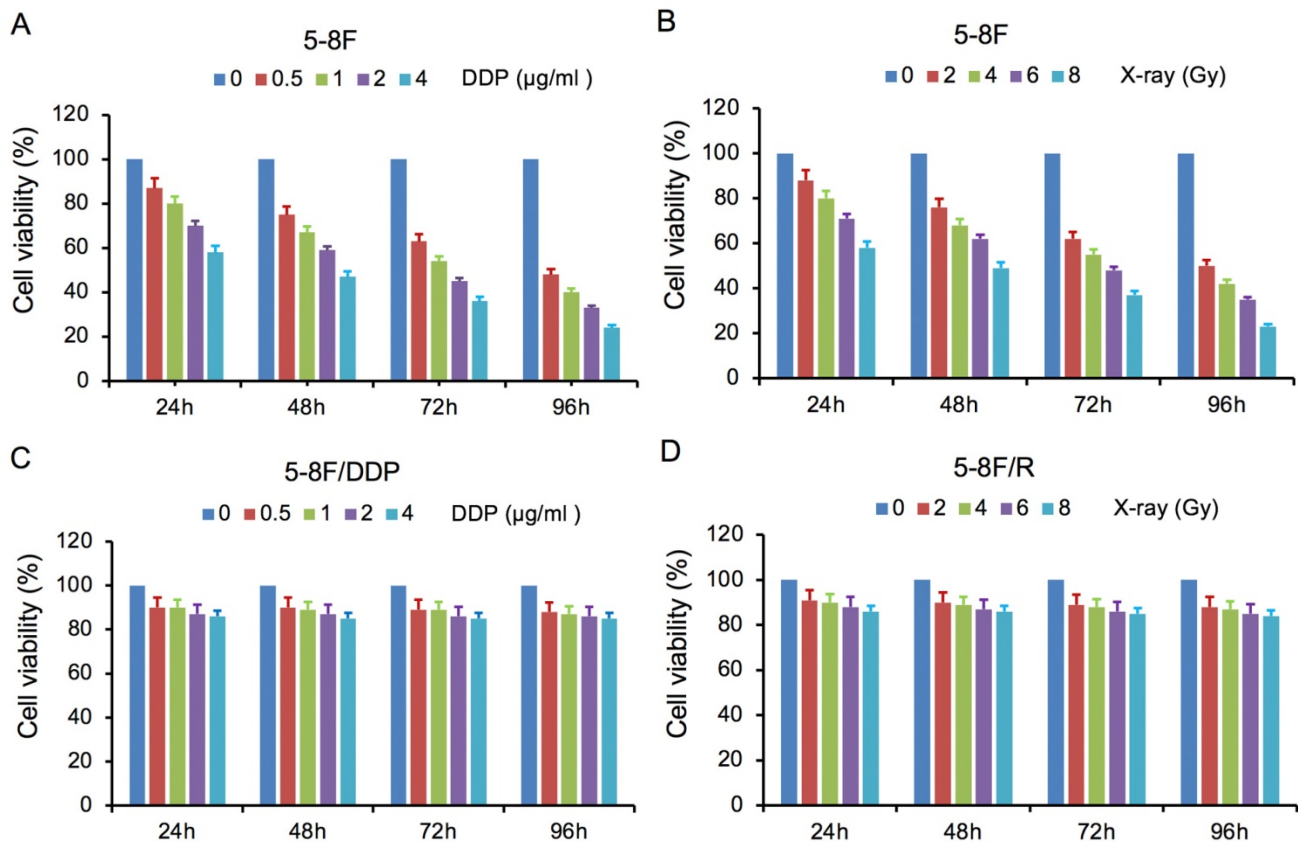 A
5-8F
0 0.5 1 2 4 DDP (µg/ml )
Cell viability (%)
120
100
80
60
40
20
0
24h 48h 72h 96h
B
5-8F
0 2 4 6 8 X-ray (Gy)
Cell viability (%)
120
100
80
60
40
20
0
24h 48h 72h 96h
C
5-8F/DDP
0 0.5 1 2 4 DDP (µg/ml )
Cell viability (%)
120
100
80
60
40
20
0
24h 48h 72h 96h
D
5-8F/R
0 2 4 6 8 X-ray (Gy)
Cell viability (%)
120
100
80
60
40
20
0
24h 48h 72h 96h